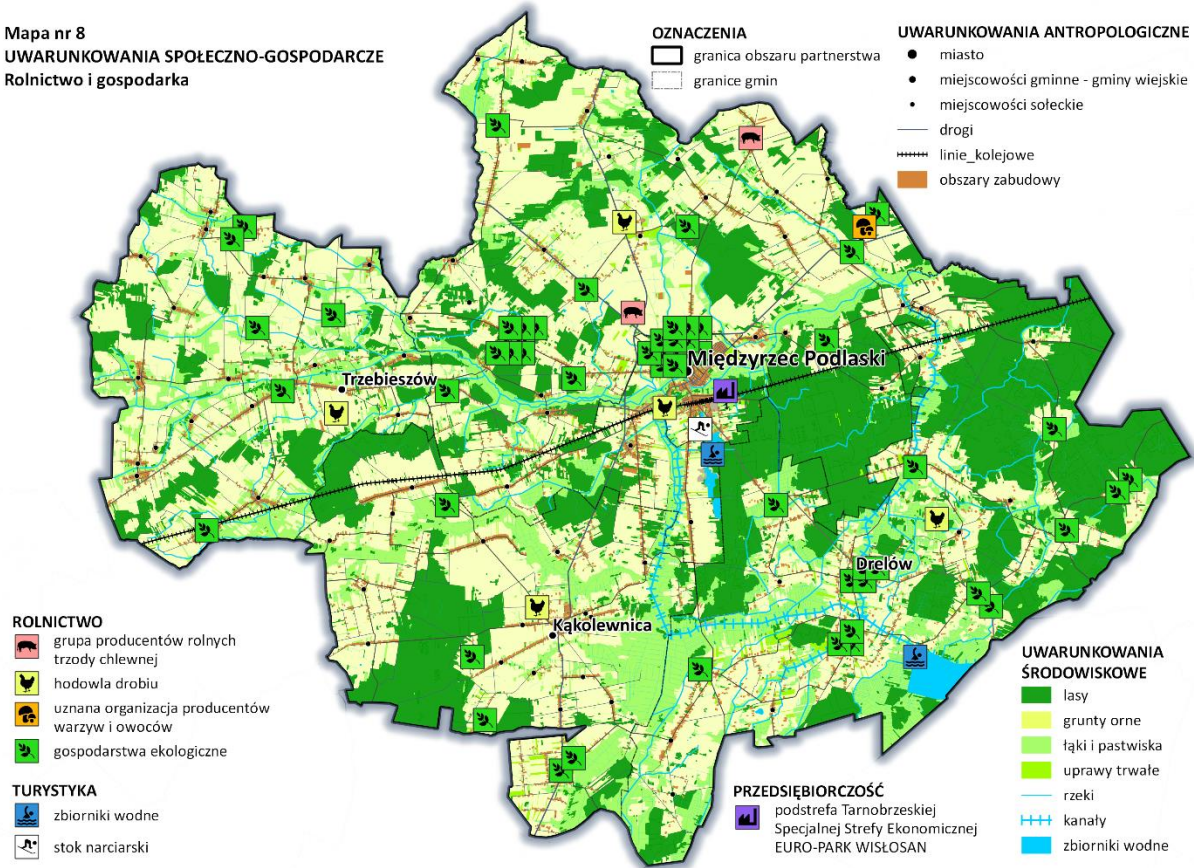 Mapa nr 8
UWARUNKOWANIA SPOŁECZNO-GOSPODARCZE
Rolnictwo i gospodarka
OZNACZENIA
granica obszaru partnerstwa
granice gmin
UWARUNKOWANIA ANTROPOLOGICZNE
miasto
miejscowości gminne - gminy wiejskie
miejscowości sołeckie
drogi
linie_kolejowe
obszary zabudowy
Międzyrzec Podlaski
Trzebieszów
Drelów
Kąkolewnica
ROLNICTWO
grupa producentów rolnych
trzody chlewnej
hodowla drobiu
uznana organizacja producentów
warzyw i owoców
gospodarstwa ekologiczne
TURYSTYKA
zbiorniki wodne
stok narciarski
PRZEDSIĘBIORCZOŚĆ
podstrefa Tarnobrzeskiej
Specjalnej Strefy Ekonomicznej
EURO-PARK WISŁOSAN
UWARUNKOWANIA
ŚRODOWISKOWE
lasy
grunty orne
łąki i pastwiska
uprawy trwałe
rzeki
kanały
zbiorniki wodne